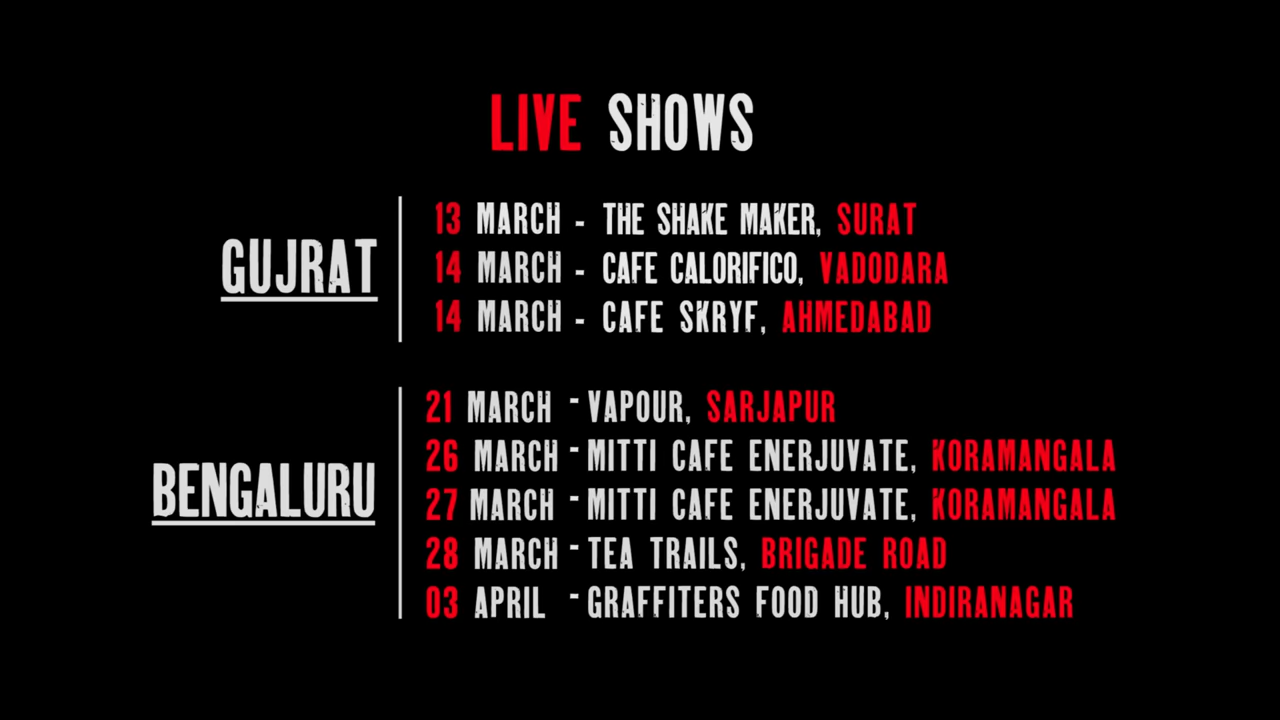 LIVE SHOWS
GUJRAT
13 MARCH - THE SHAKE MAKER, SURAT
14 MARCH - CAFE CALORIFICO, VADODARA
14 MARCH - CAFE SKRYF, AHMEDABAD
BENGALURU
21 MARCH - VAPOUR, SARJAPUR
26 MARCH - MITTI CAFE ENERJUVATE, KORAMANGALA
27 MARCH - MITTI CAFE ENERJUVATE, KORAMANGALA
28 MARCH - TEA TRAILS, BRIGADE ROAD
03 APRIL - GRAFFITERS FOOD HUB, INDIRANAGAR